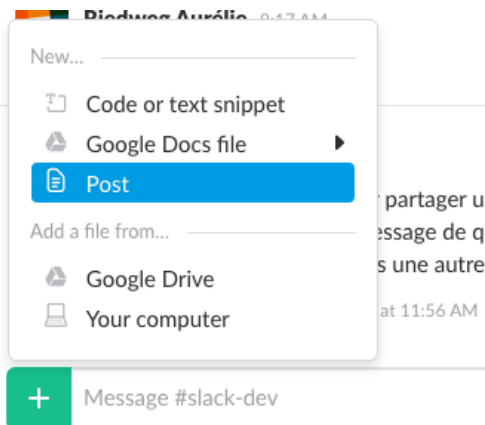 Riedweg Aurélie 9:17 AM
New...
Code or text snippet
Google Docs file
Post
partager u
Add a file from...
essage de q
s une autre
Google Drive
at 11:56 AM
Your computer
Message #slack-dev